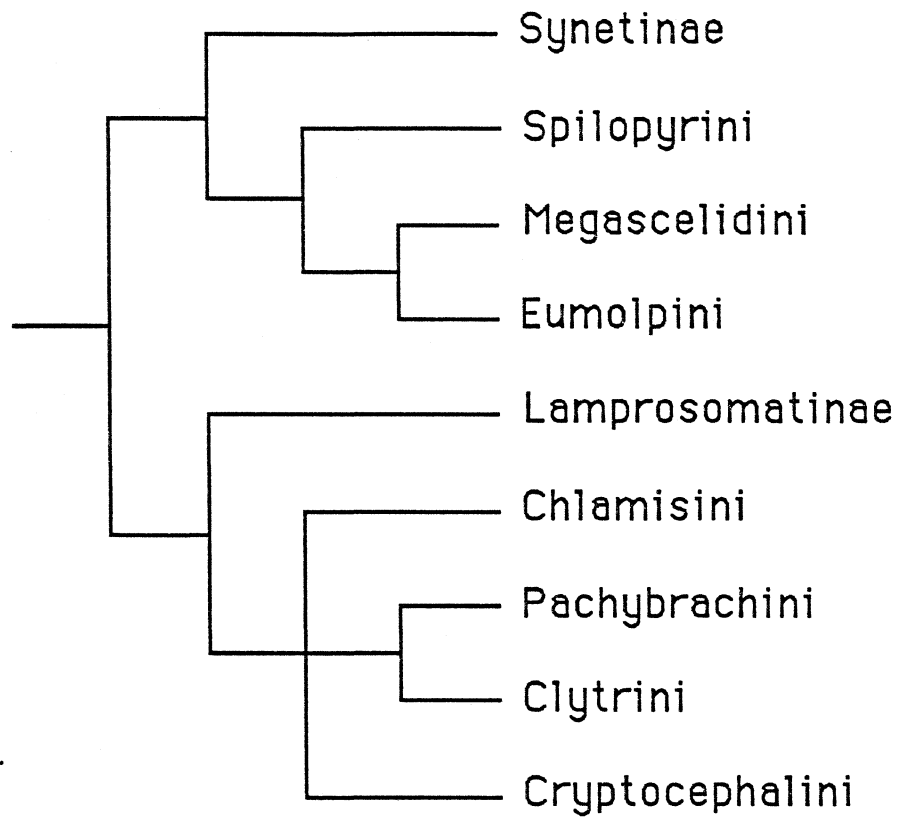 Synetinae
Spilopyrini
Megascelidini
Eumolpini
Lamprosomatinae
Chlamisini
Pachybrachini
Clytrini
Cryptocephalini